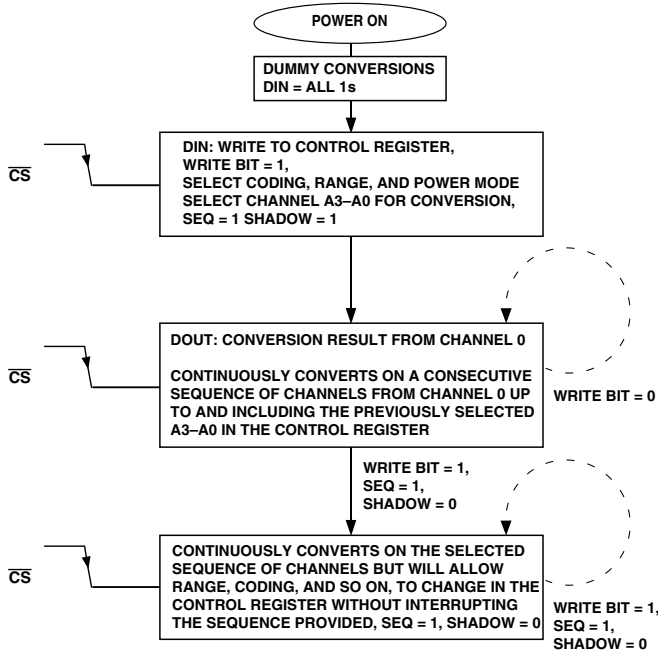 POWER ON
DUMMY CONVERSIONS
DIN = ALL 1s
CS
DIN: WRITE TO CONTROL REGISTER,
WRITE BIT = 1,
SELECT CODING, RANGE, AND POWER MODE
SELECT CHANNEL A3–A0 FOR CONVERSION,
SEQ = 1 SHADOW = 1
CS
DOUT: CONVERSION RESULT FROM CHANNEL 0
CONTINUOUSLY CONVERTS ON A CONSECUTIVE
SEQUENCE OF CHANNELS FROM CHANNEL 0 UP
TO AND INCLUDING THE PREVIOUSLY SELECTED
A3–A0 IN THE CONTROL REGISTER
WRITE BIT = 0
WRITE BIT = 1,
SEQ = 1,
SHADOW = 0
CS
CONTINUOUSLY CONVERTS ON THE SELECTED
SEQUENCE OF CHANNELS BUT WILL ALLOW
RANGE, CODING, AND SO ON, TO CHANGE IN THE
CONTROL REGISTER WITHOUT INTERRUPTING
THE SEQUENCE PROVIDED, SEQ = 1, SHADOW = 0
WRITE BIT = 1,
SEQ = 1,
SHADOW = 0